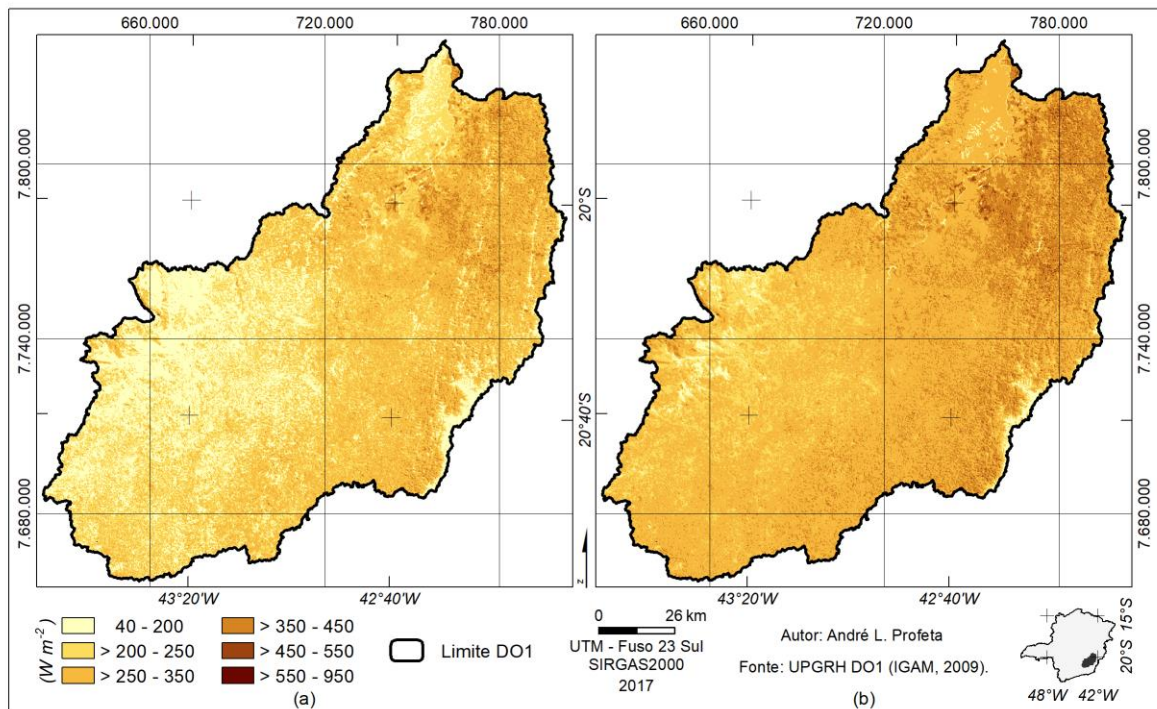 660.000 720.000 780.000 660.000 720.000 780.000
7.800.000
7.740.000
7.680.000
20°S
20°40'S
7.800.000
7.740.000
7.680.000
43°20'W 42°40'W 43°20'W 42°40'W
(W m-2)
40 - 200
> 200 - 250
> 250 - 350
> 350 - 450
> 450 - 550
> 550 - 950
(a)
Limite DO1
z
0 26 km
UTM - Fuso 23 Sul
SIRGAS2000
2017
Autor: André L. Profeta
Fonte: UPGRH DO1 (IGAM, 2009).
(b)
15°S
20°S
48°W 42°W